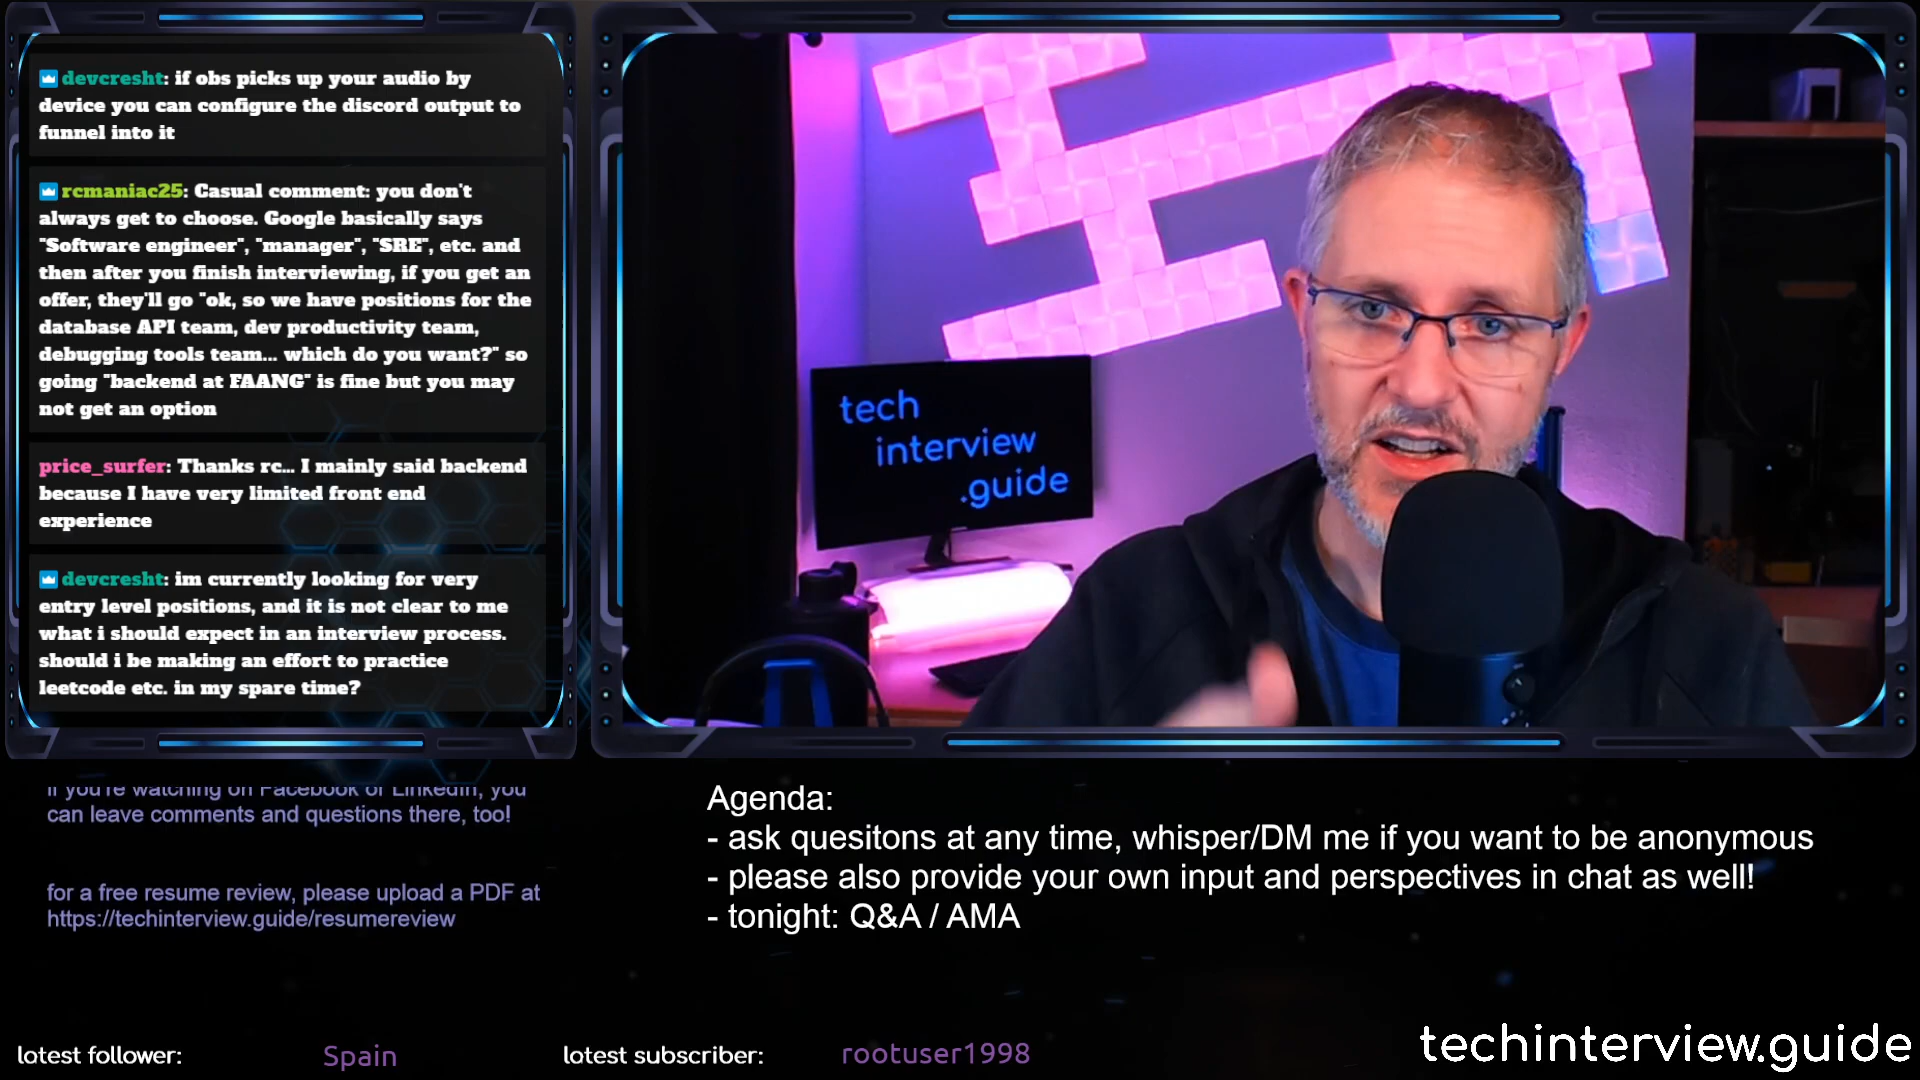 devcresht: if obs picks up your audio by
device you can configure the discord output to
funnel into it
rcmaniac25: Casual comment: you don't
always get to choose. Google basically says
"Software engineer", "manager", "SRE", etc. and
then after you finish interviewing, if you get an
offer, they'll go "ok, so we have positions for the
database API team, dev productivity team,
debugging tools team... which do you want?" so
going "backend at FAANG" is fine but you may
not get an option
price_surfer: Thanks rc... I mainly said backend
because I have very limited front end
experience
devcresht: im currently looking for very
entry level positions, and it is not clear to me
what i should expect in an interview process.
should i be making an effort to practice
leetcode etc. in my spare time?
tech
interview
.guide
if you're watching on Facebook or LinkedIn, you
can leave comments and questions there, too!
for a free resume review, please upload a PDF at
https://techinterview.guide/resumereview
Agenda:
- ask quesitons at any time, whisper/DM me if you want to be anonymous
- please also provide your own input and perspectives in chat as well!
- tonight: Q&A / AMA
latest follower: Spain
latest subscriber: rootuser1998
techinterview.guide